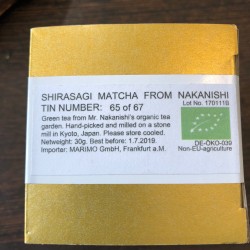 SHIRASAGI MATCHA FROM NAKANISHI
TIN NUMBER: 65 of 67
Lot No. 1701110
Green tea from Mr. Nakanishi's organic tea
garden. Hand-picked and milled on a stone
mill in Kyoto, Japan. Please store cooled.
Netweight: 30g. Best before: 1.7.2019.
Importer: MARIMO GmbH, Frankfurt a.M.
DE-ÖKO-039
Non-EU-agriculture